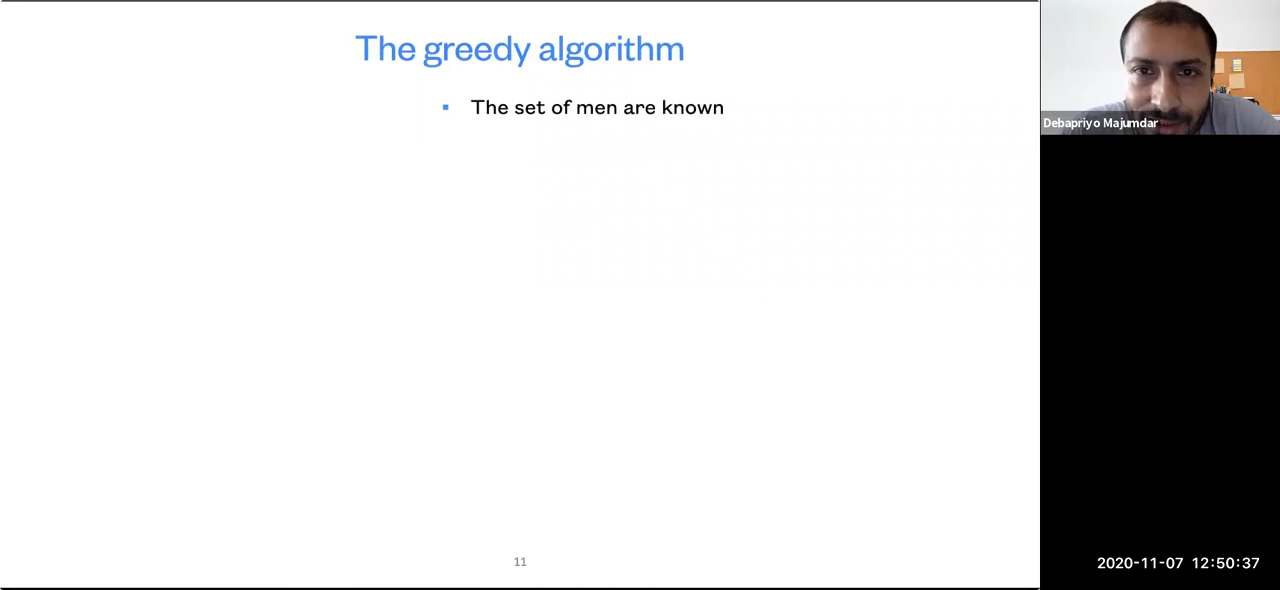 The greedy algorithm
▪ The set of men are known
Debapriyo Majumdar
11
2020-11-07 12:50:37